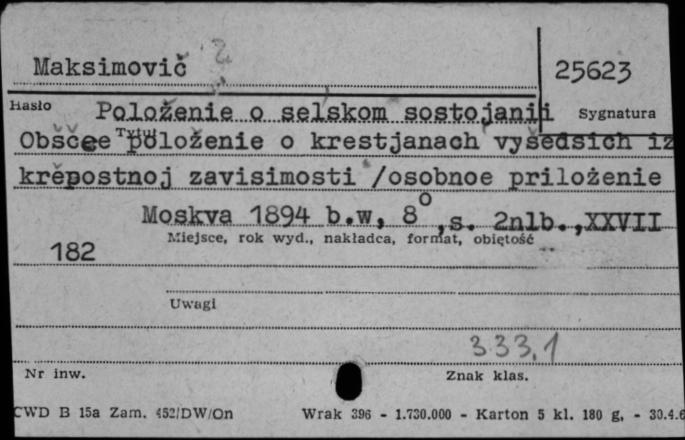 Maksimovič ?
25623
Hasło Položenie o selskom sostojanii Sygnatura
Tytuł
Obščee položenie o krestjanach vyšedsich iz
krěpostnoj zavisimosti /osobnoe priloženie
Moskva 1894 b.w, 8° ,s. 2nlb.,XXVII
Miejsce, rok wyd., nakładca, format, objętość
182
Uwagi
333,1
Nr inw. Znak klas.
CWD B 15a Zam. 452/DW/On Wrak 396 - 1.730.000 - Karton 5 kl. 180 g. - 30.4.6